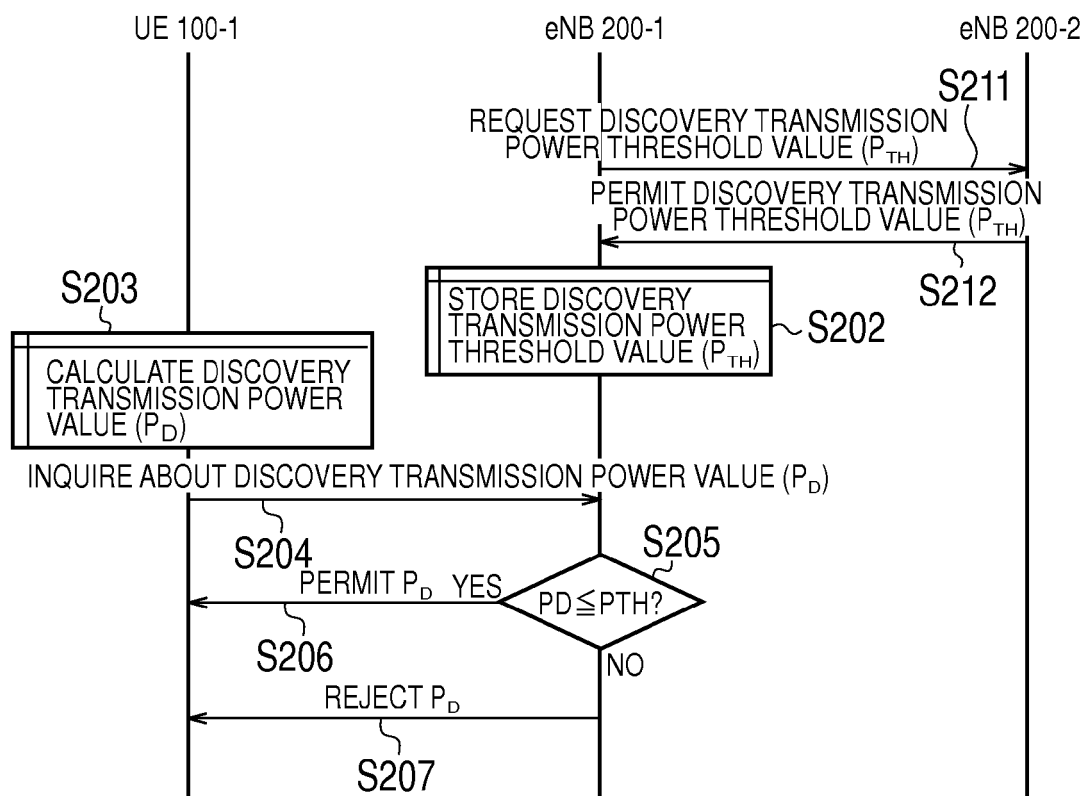 UE 100-1
eNB 200-1
eNB 200-2
S211
REQUEST DISCOVERY TRANSMISSION
POWER THRESHOLD VALUE (PTH)
PERMIT DISCOVERY TRANSMISSION
POWER THRESHOLD VALUE (PTH)
S212
S203
STORE DISCOVERY
TRANSMISSION POWER
THRESHOLD VALUE (PTH)
S202
CALCULATE DISCOVERY
TRANSMISSION POWER
VALUE (PD)
INQUIRE ABOUT DISCOVERY TRANSMISSION POWER VALUE (PD)
S204
S205
PERMIT PD
YES
PD≦PTH?
S206
NO
REJECT PD
S207